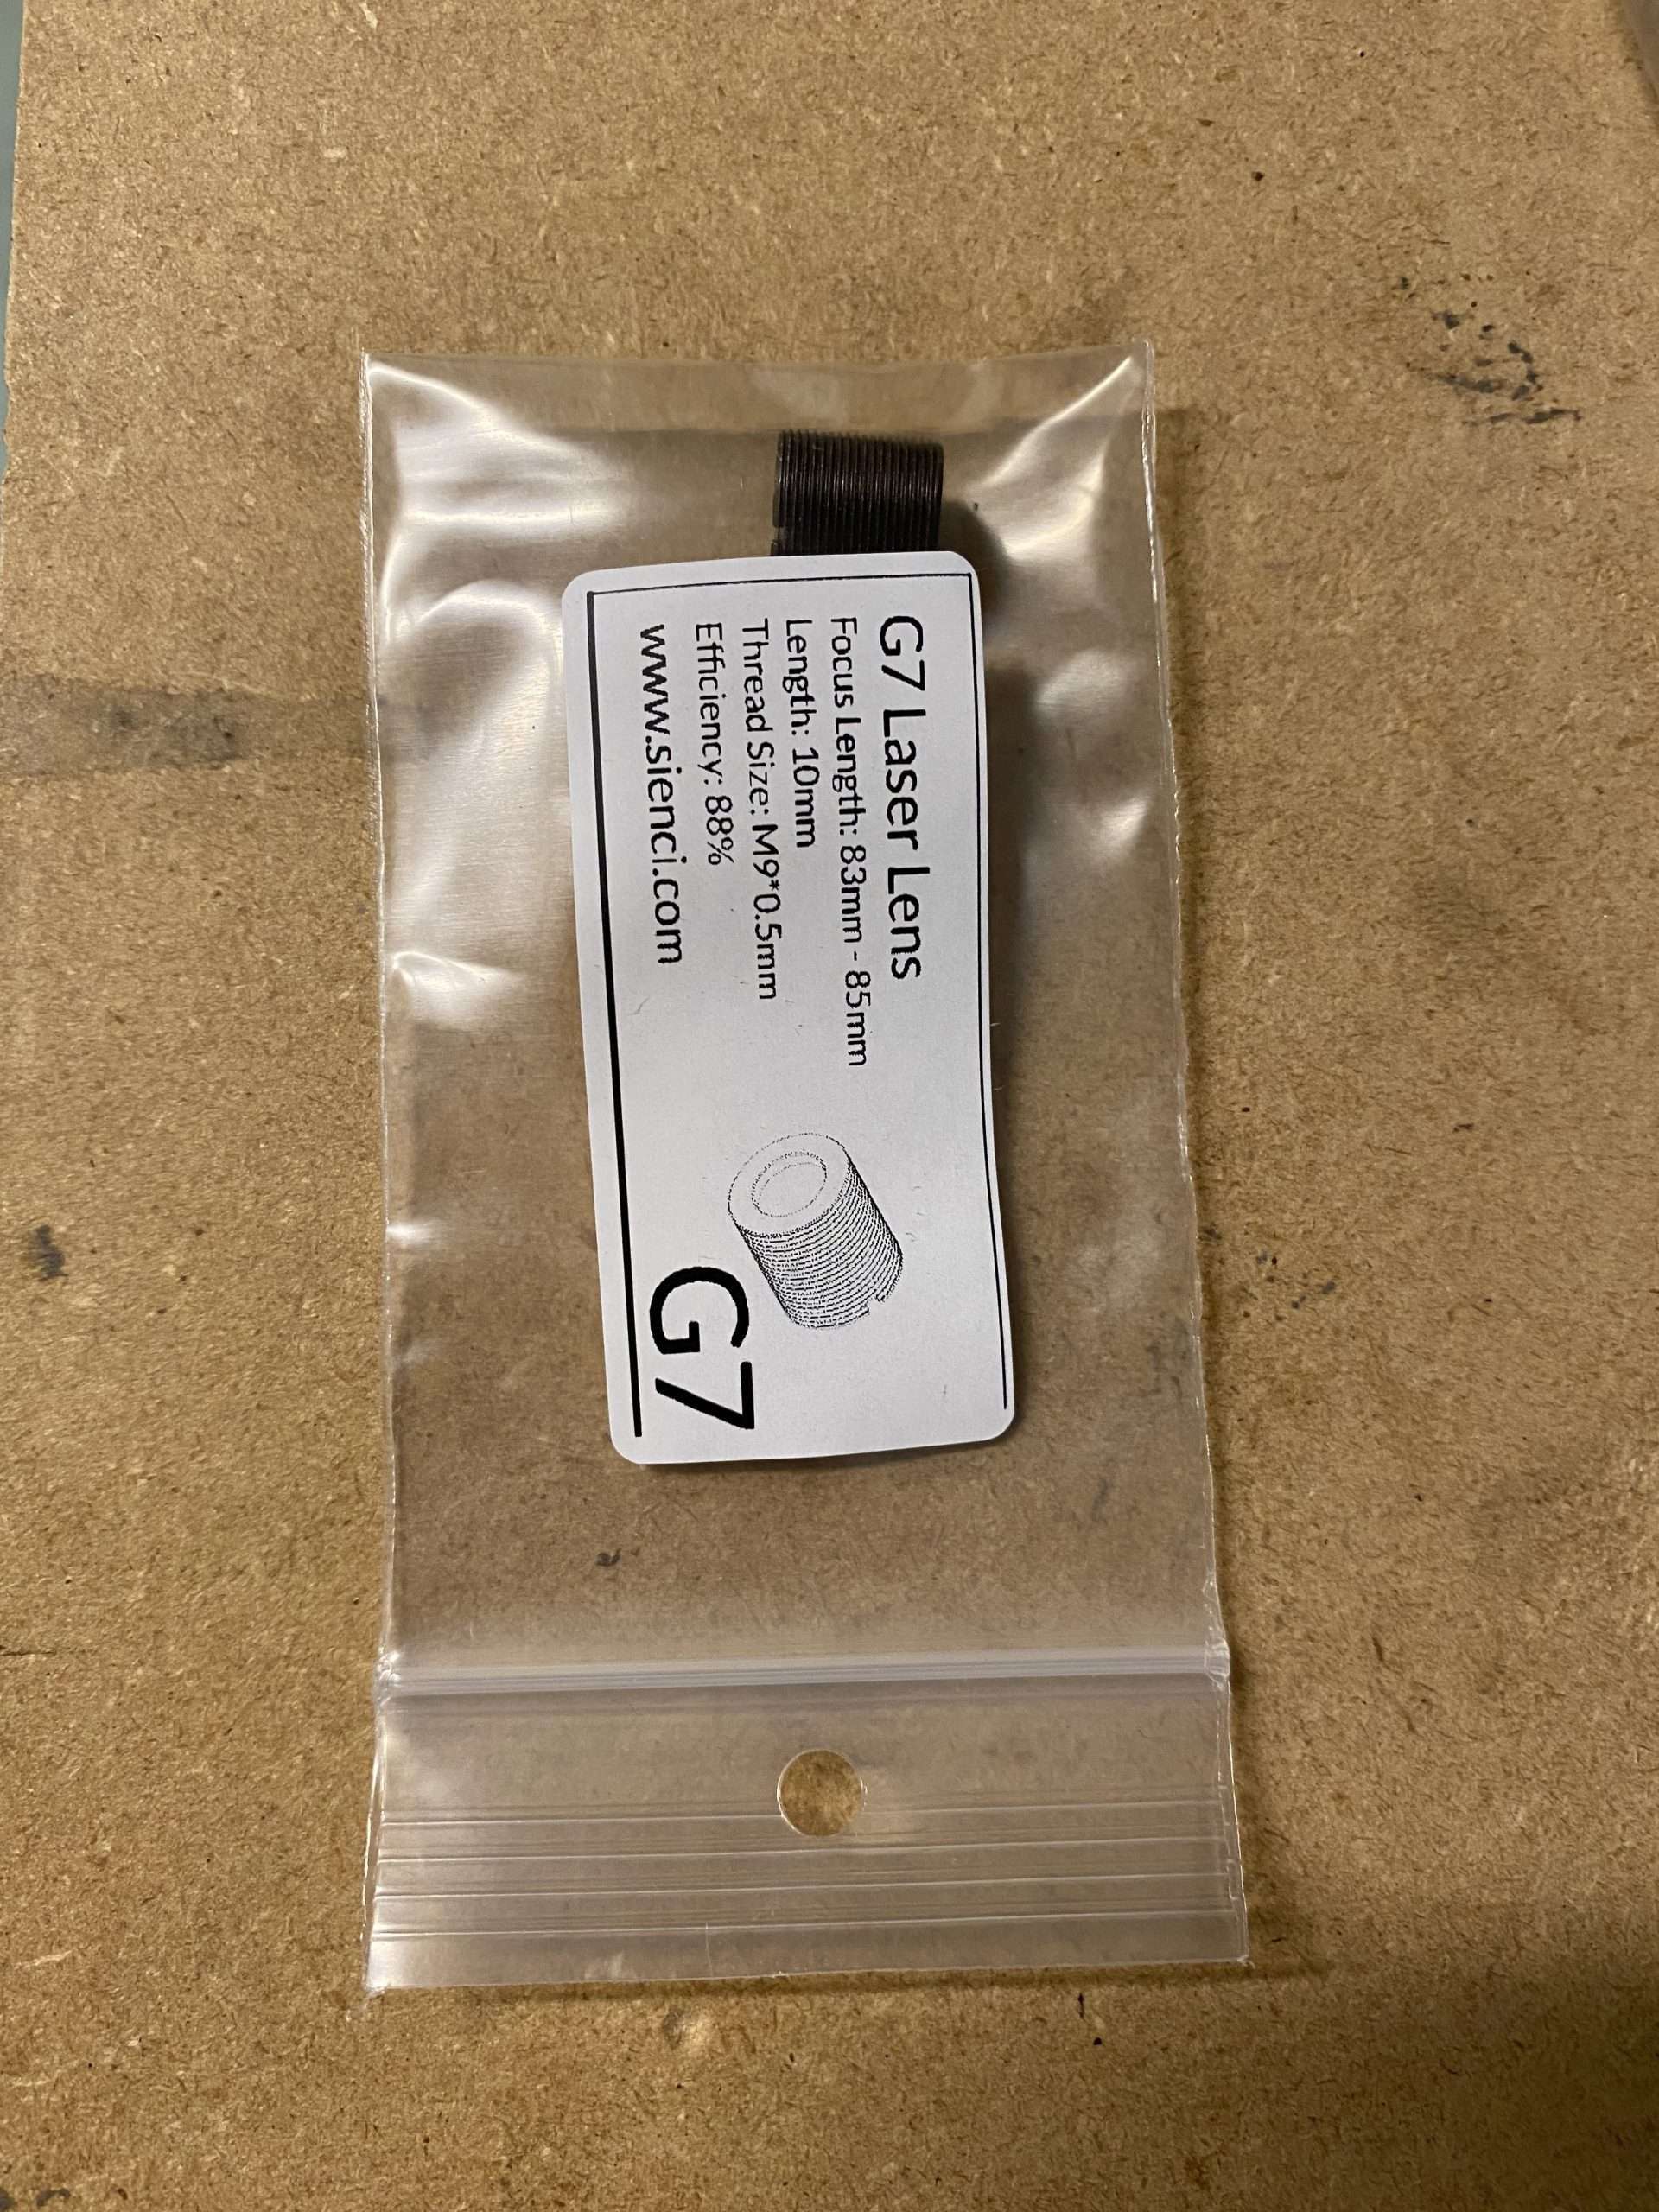 G7 Laser Lens
Focus Length: 83mm - 85mm
Length: 10mm
Thread Size: M9*0.5mm
Efficiency: 88%
www.sienci.com
G7